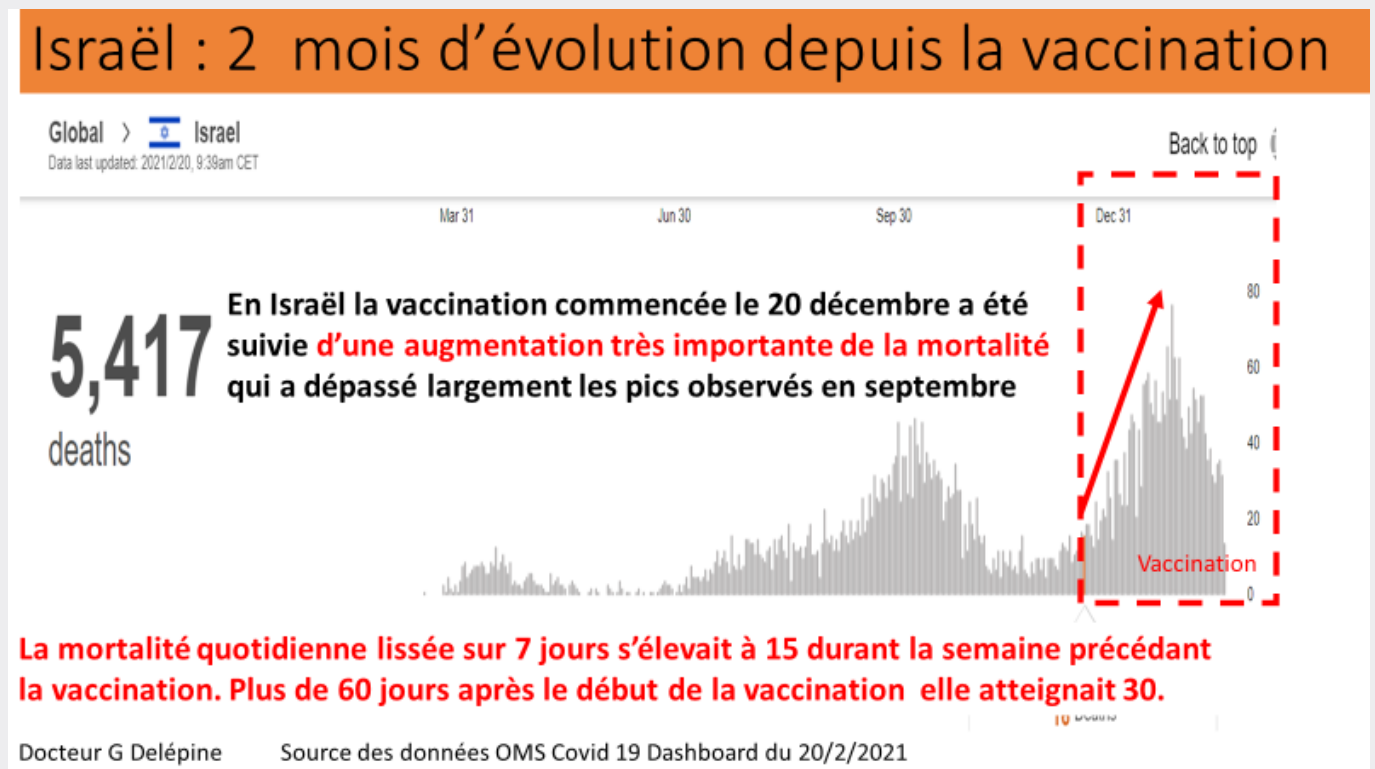 Israël : 2 mois d’évolution depuis la vaccination
Global > Israel
Data last updated: 2021/2/20, 9:39am CET
Back to top
Mar 31
Jun 30
Sep 30
Dec 31
5,417
deaths
En Israël la vaccination commencée le 20 décembre a été
suivie d’une augmentation très importante de la mortalité
qui a dépassé largement les pics observés en septembre
80
60
40
20
0
Vaccination
La mortalité quotidienne lissée sur 7 jours s’élevait à 15 durant la semaine précédant
la vaccination. Plus de 60 jours après le début de la vaccination elle atteignait 30.
Docteur G Delépine Source des données OMS Covid 19 Dashboard du 20/2/2021